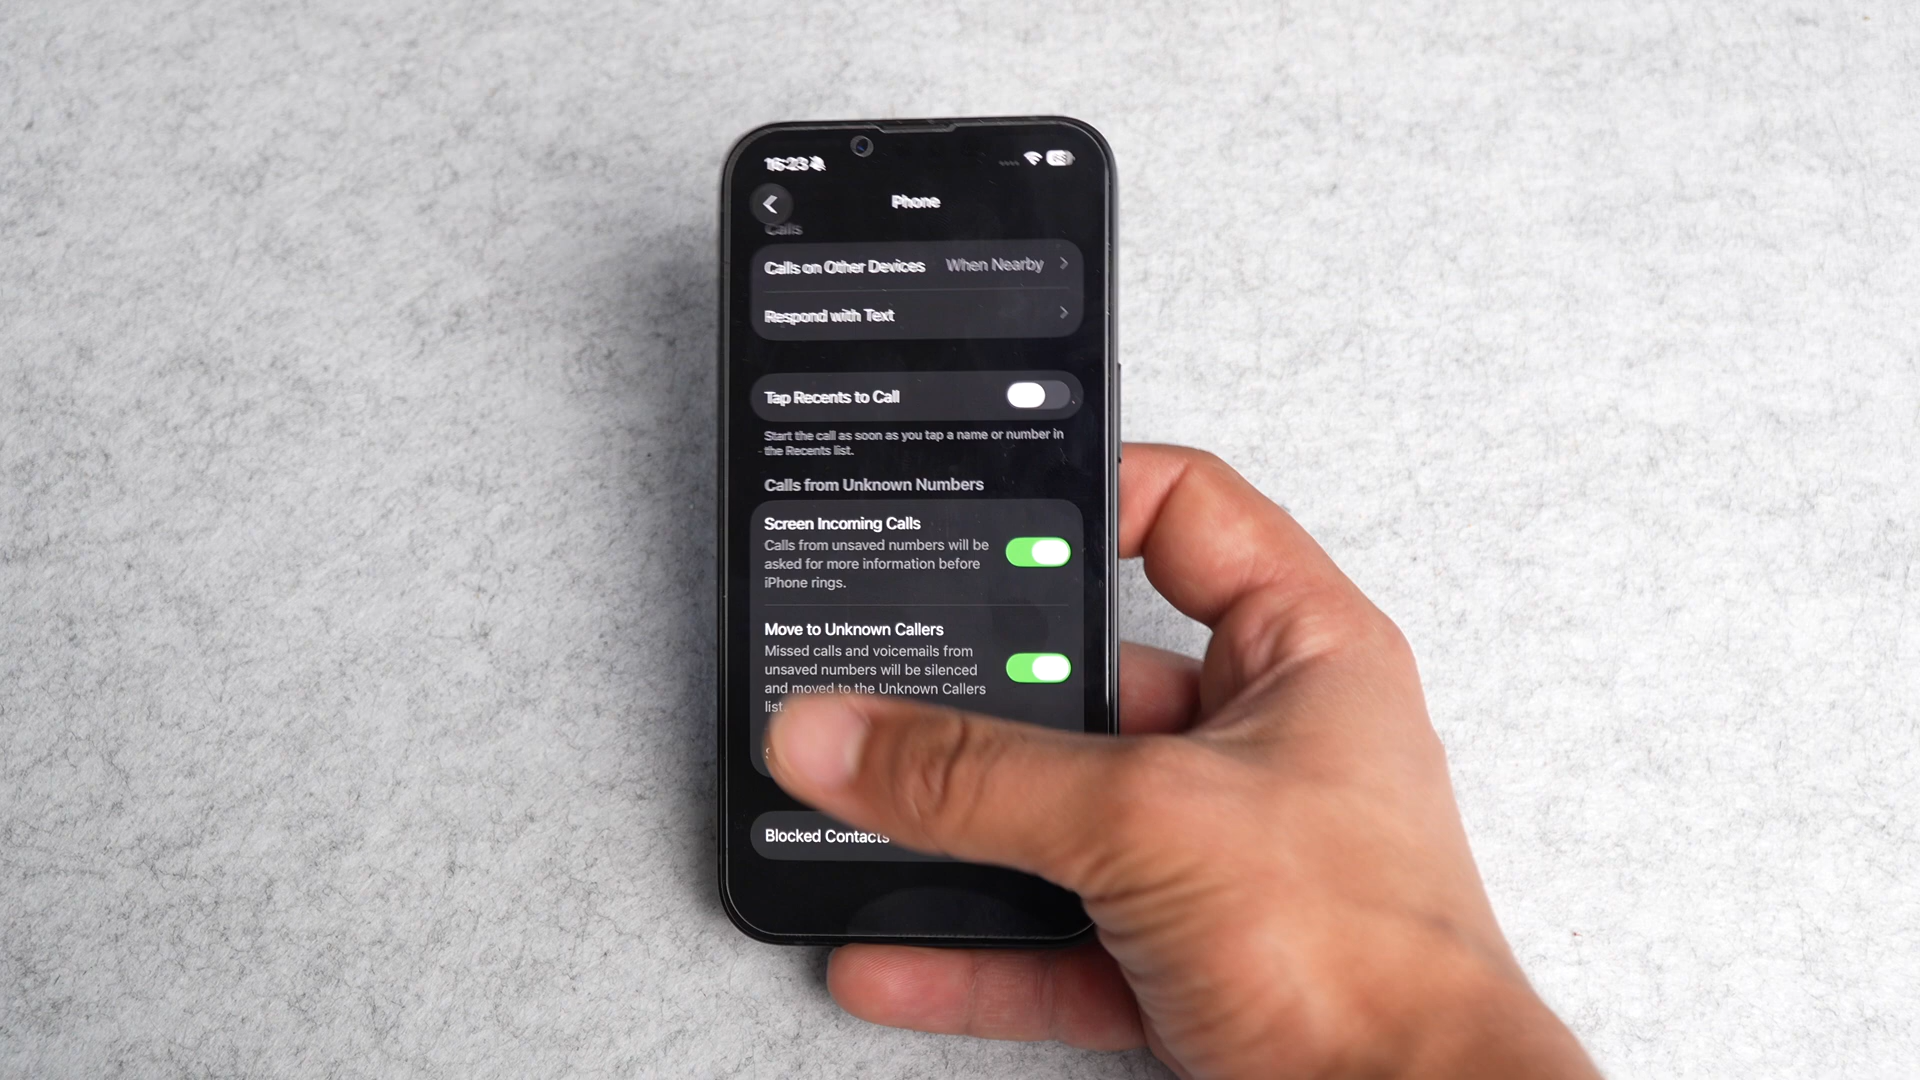 16:23
68
Phone
Calls
Calls on Other Devices When Nearby
Respond with Text
Tap Recents to Call
Start the call as soon as you tap a name or number in
the Recents list.
Calls from Unknown Numbers
Screen Incoming Calls
Calls from unsaved numbers will be
asked for more information before
iPhone rings.
Move to Unknown Callers
Missed calls and voicemails from
unsaved numbers will be silenced
and moved to the Unknown Callers
list.
Blocked Contacts